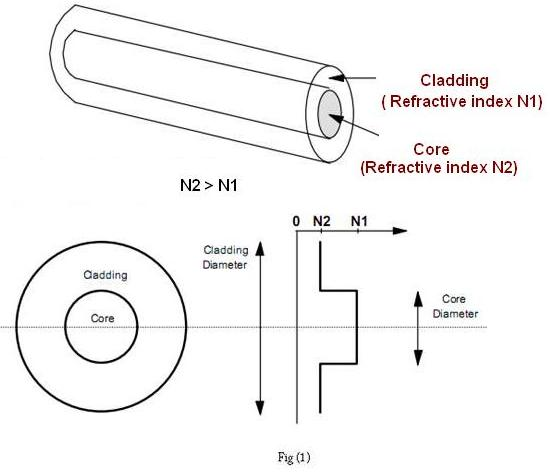 Cladding
( Refractive index N1)
Core
(Refractive index N2)
N2 > N1
0 N2 N1
Cladding
Diameter
Cladding
Core
Core
Diameter
Fig (1)